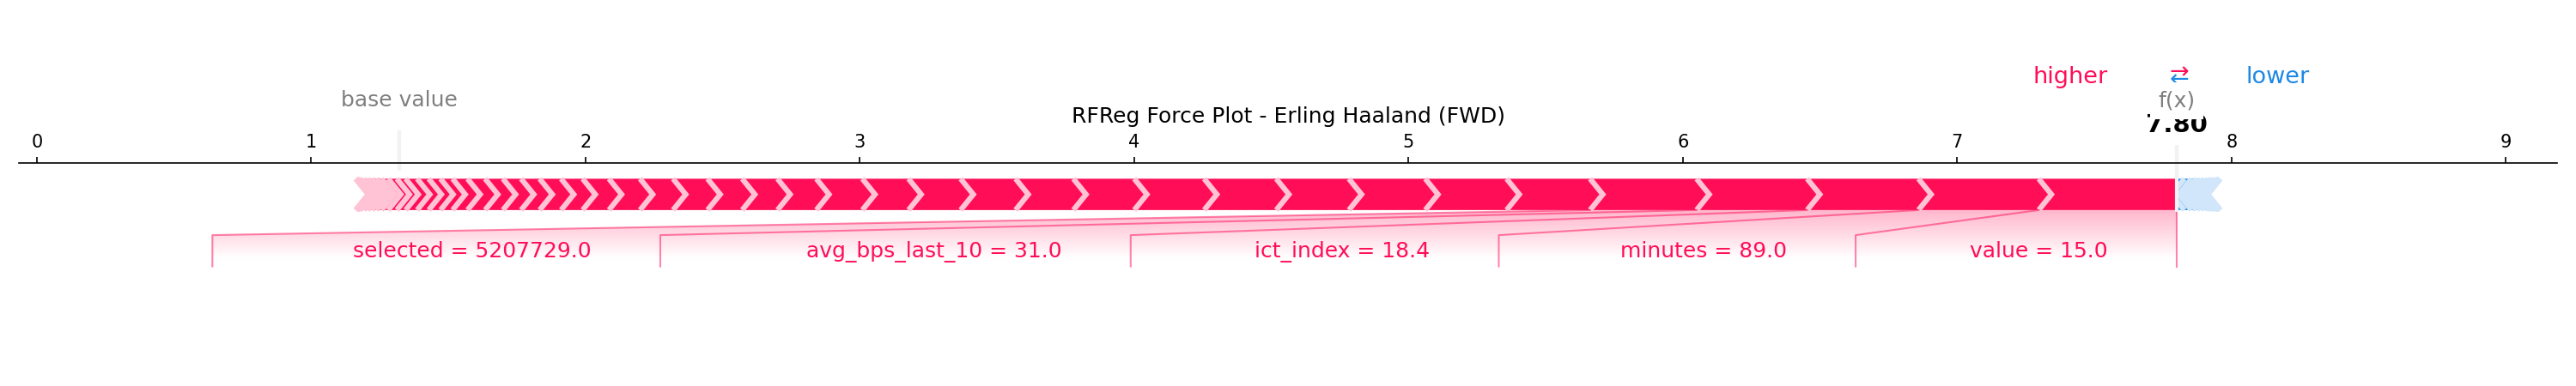 higher ⇄ lower
base value
f(x)
RFReg Force Plot - Erling Haaland (FWD)
7.80
0 1 2 3 4 5 6 7 8 9
selected = 5207729.0 avg_bps_last_10 = 31.0 ict_index = 18.4 minutes = 89.0 value = 15.0